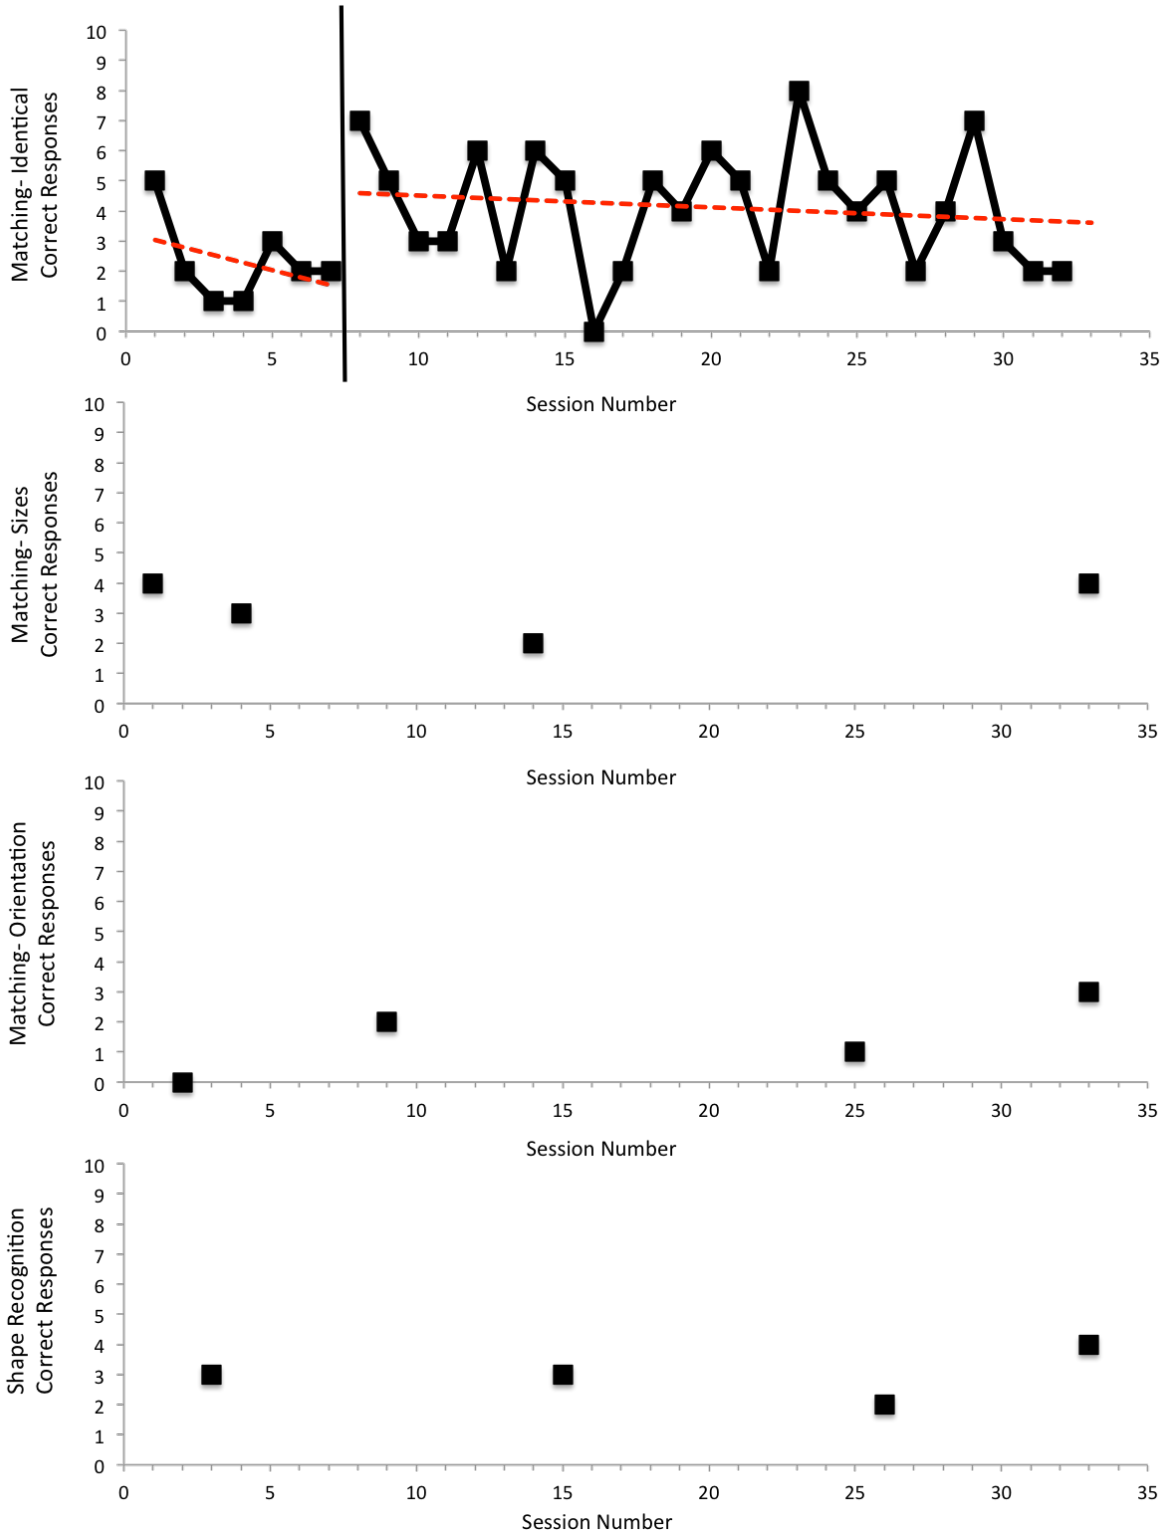 Matching- Identical
Correct Responses
10
9
8
7
6
5
4
3
2
1
0
0 5 10 15 20 25 30 35
Session Number
Matching- Sizes
Correct Responses
10
9
8
7
6
5
4
3
2
1
0
0 5 10 15 20 25 30 35
Session Number
Matching- Orientation
Correct Responses
10
9
8
7
6
5
4
3
2
1
0
0 5 10 15 20 25 30 35
Session Number
Shape Recognition
Correct Responses
10
9
8
7
6
5
4
3
2
1
0
0 5 10 15 20 25 30 35
Session Number